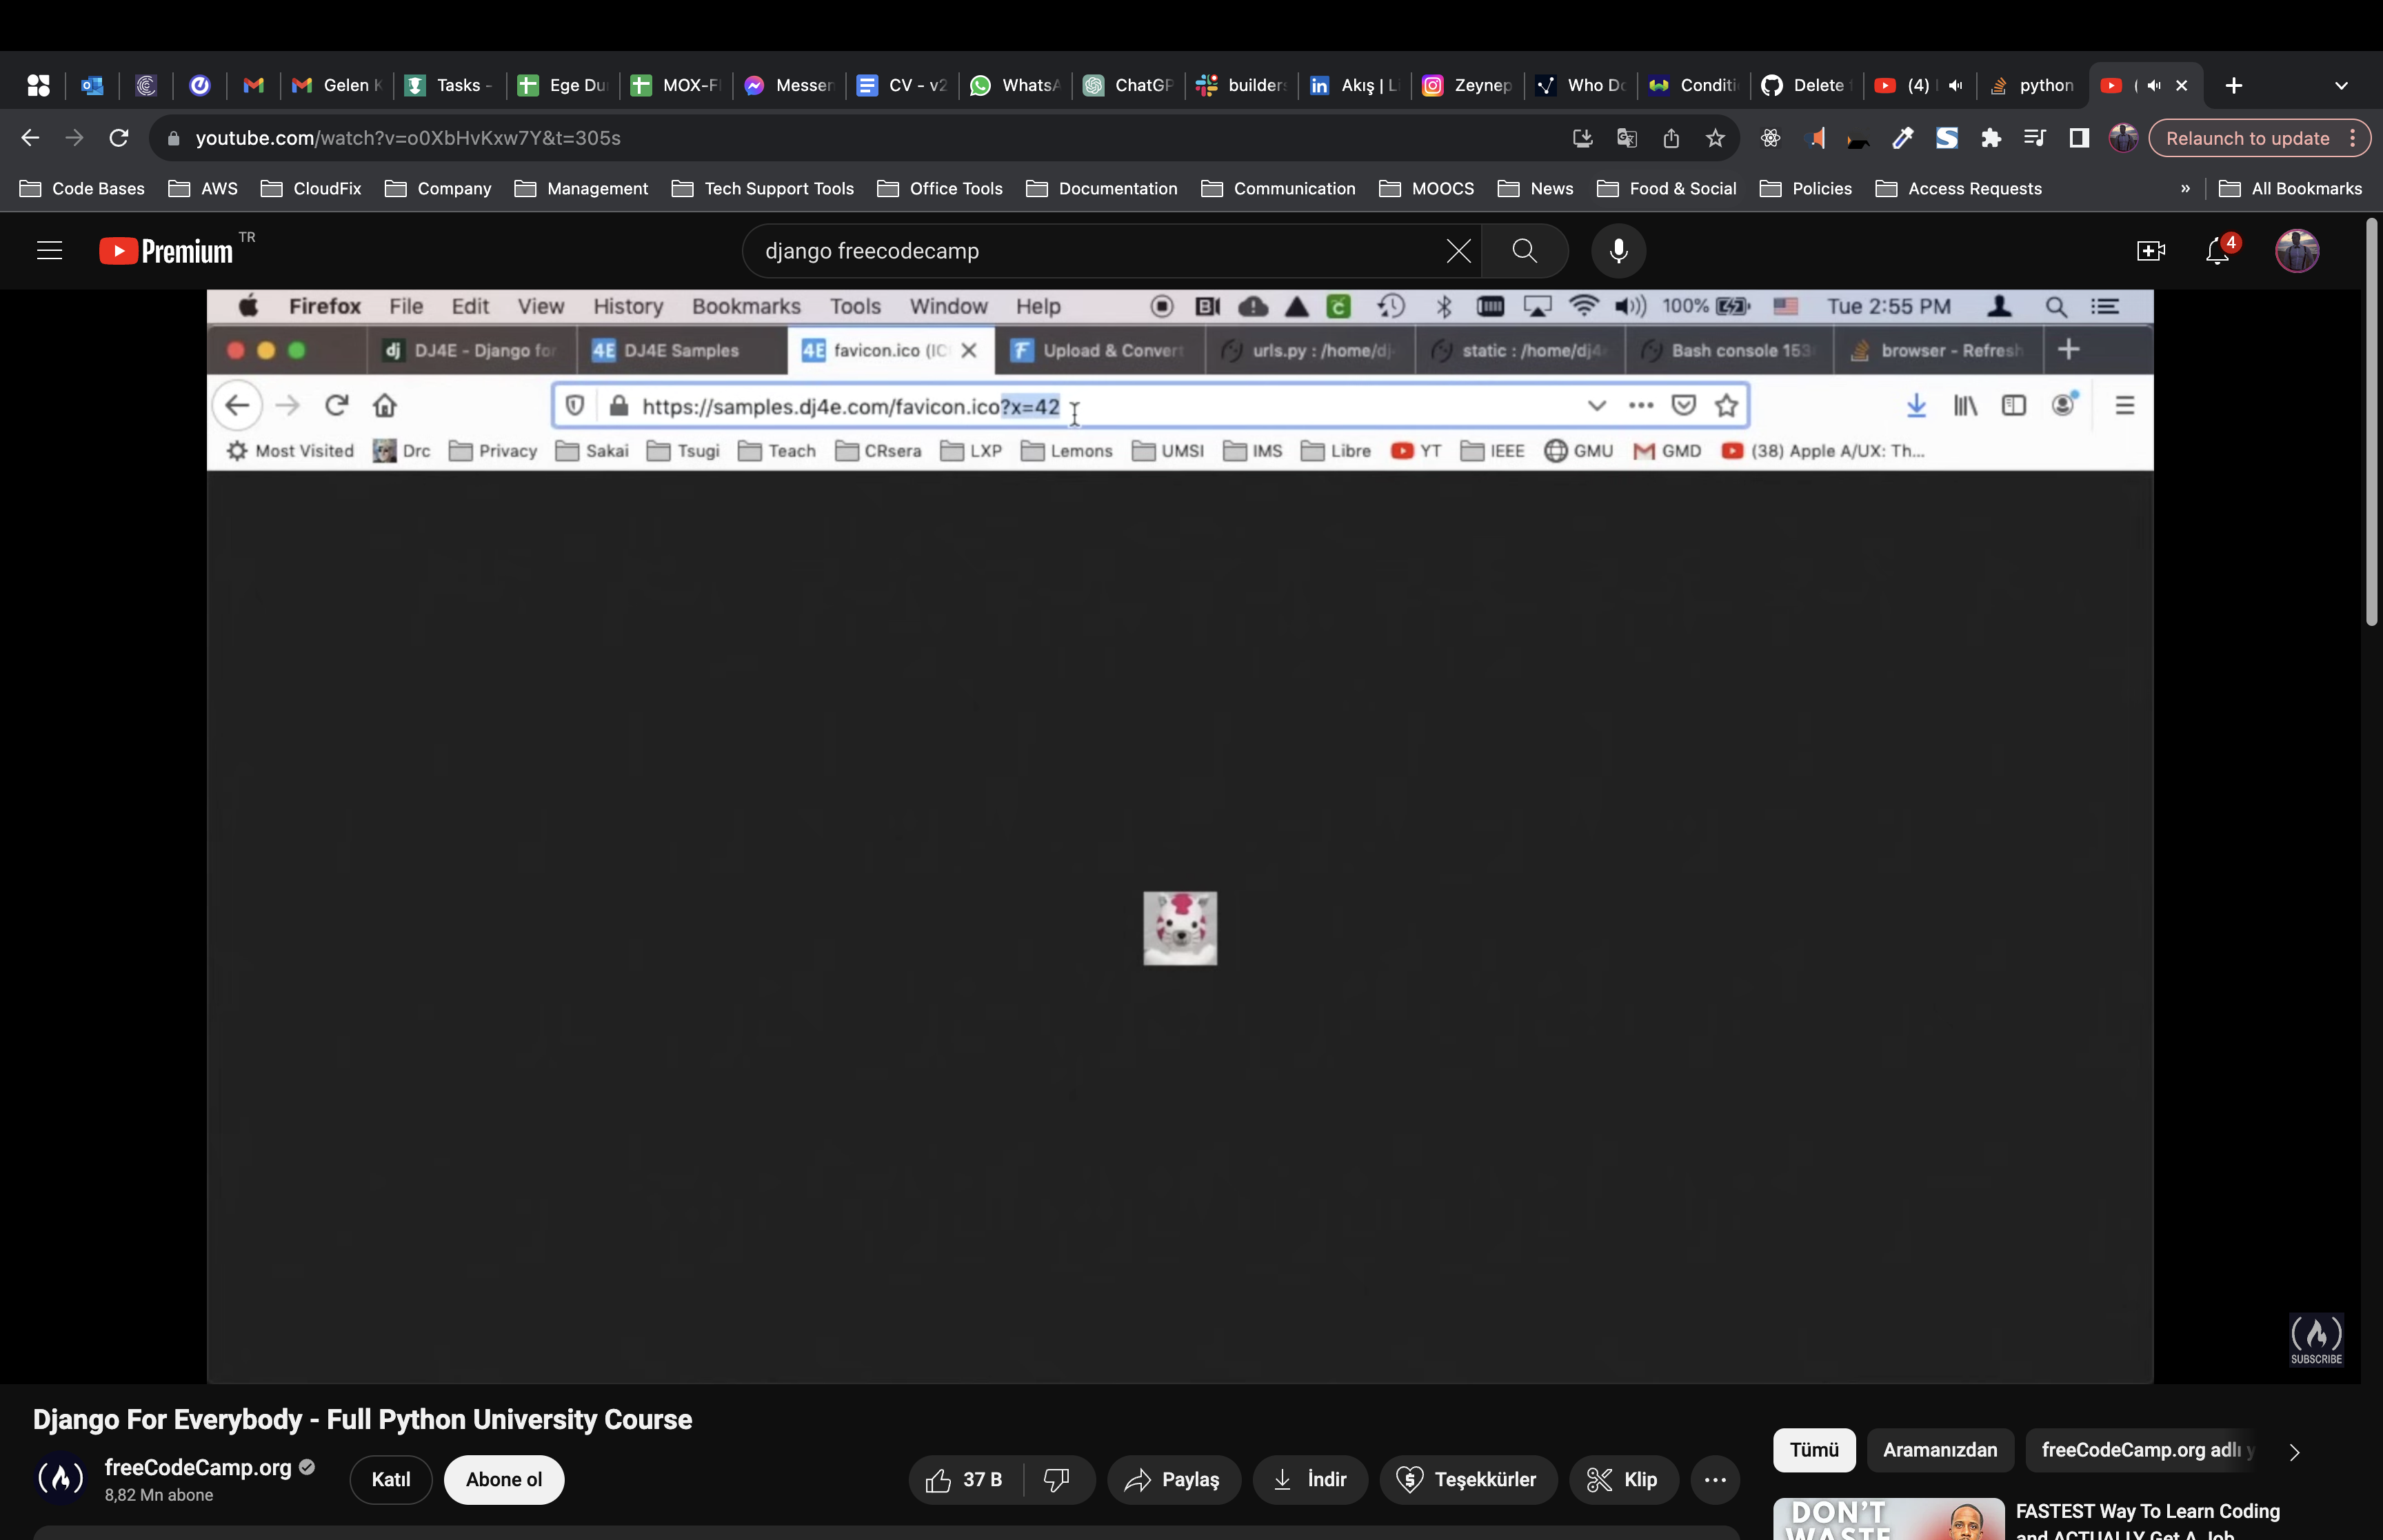 Gelen K Tasks - Ege Du MOX-F Messen CV - v2 WhatsA ChatGP builder Akış | Li Zeynep Who Do Conditi Delete (4) python (
youtube.com/watch?v=o0XbHvKxw7Y&t=305s Relaunch to update
Code Bases AWS CloudFix Company Management Tech Support Tools Office Tools Documentation Communication MOOCS News Food & Social Policies Access Requests » All Bookmarks
Premium TR django freecodecamp 4
Firefox File Edit View History Bookmarks Tools Window Help 100% Tue 2:55 PM
dj DJ4E - Django for 4E DJ4E Samples 4E favicon.ico (IC Upload & Convert urls.py : /home/dj- static : /home/dj4 Bash console 153 browser - Refresh
https://samples.dj4e.com/favicon.ico?x=42
Most Visited Drc Privacy Sakai Tsugi Teach CRsera LXP Lemons UMSI IMS Libre YT IEEE GMU GMD (38) Apple A/UX: Th...
SUBSCRIBE
Django For Everybody - Full Python University Course
freeCodeCamp.org
8,82 Mn abone
Katıl Abone ol 37 B Paylaş İndir Teşekkürler Klip
Tümü Aramanızdan freeCodeCamp.org adlı y
DON'T
WASTE
FASTEST Way To Learn Coding
and ACTUALLY Get A Job